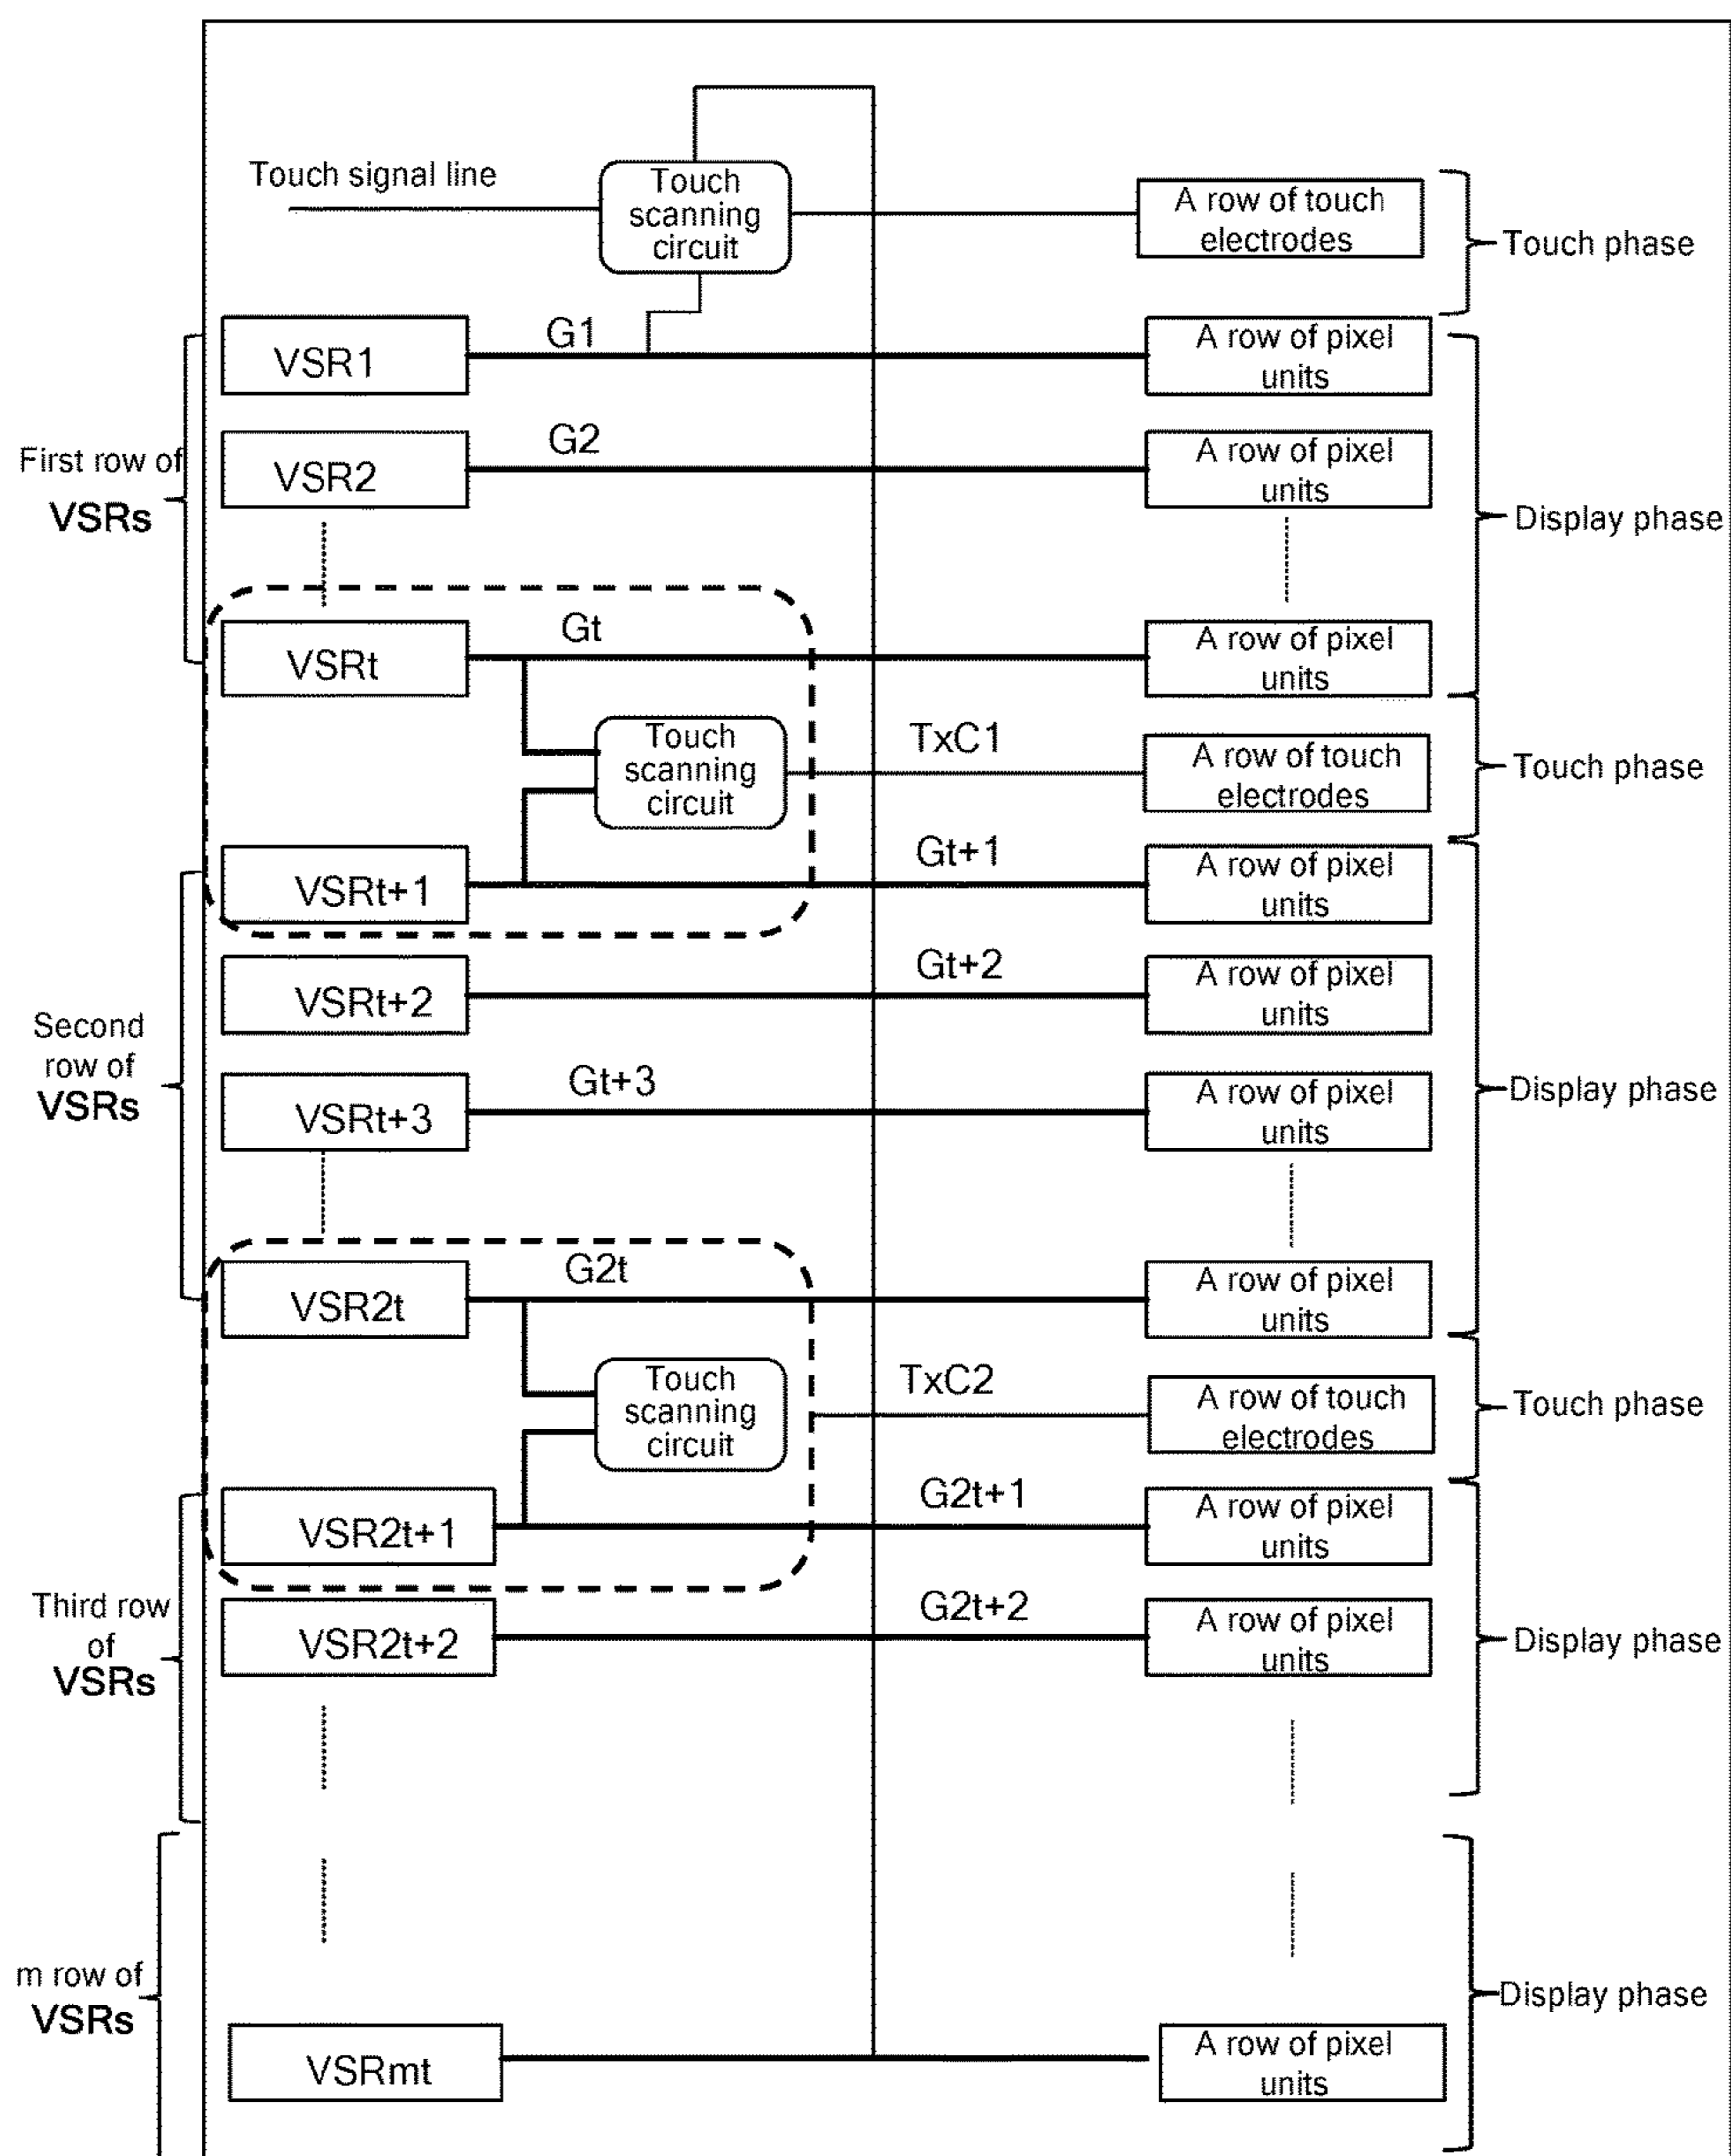 Touch signal line
Touch
scanning
circuit
A row of touch
electrodes
Touch phase
VSR1
G1
A row of pixel
units
First row of
VSRs
VSR2
G2
A row of pixel
units
Display phase
VSRt
Gt
A row of pixel
units
Touch
scanning
circuit
TxC1
A row of touch
electrodes
Touch phase
VSRt+1
Gt+1
A row of pixel
units
VSRt+2
Gt+2
A row of pixel
units
Second
row of
VSRs
VSRt+3
Gt+3
A row of pixel
units
Display phase
VSR2t
G2t
A row of pixel
units
Touch
scanning
circuit
TxC2
A row of touch
electrodes
Touch phase
VSR2t+1
G2t+1
A row of pixel
units
Third row
of
VSRs
VSR2t+2
G2t+2
A row of pixel
units
Display phase
m row of
VSRs
Display phase
VSRmt
A row of pixel
units